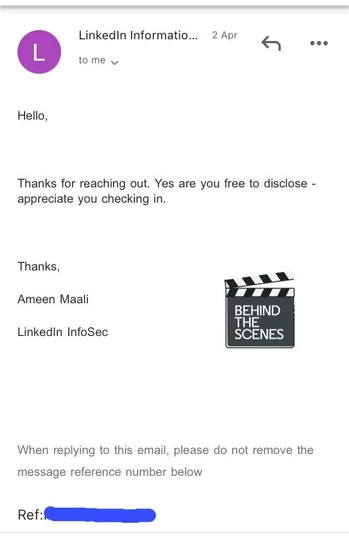 LinkedIn Informatio... 2 Apr
L
to me
Hello,
Thanks for reaching out. Yes are you free to disclose -
appreciate you checking in.
Thanks,
Ameen Maali
LinkedIn InfoSec
BEHIND
THE
SCENES
When replying to this email, please do not remove the
message reference number below
Ref: